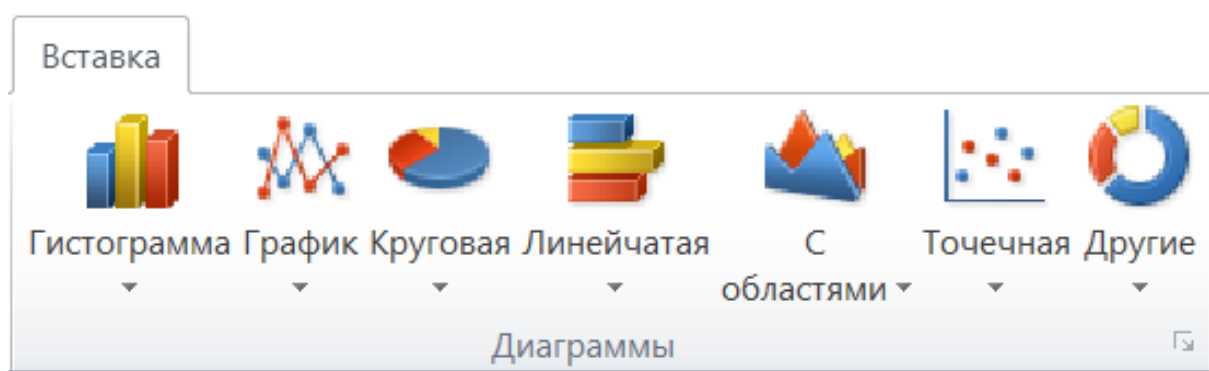 Вставка
Гистограмма График Круговая Линейчатая С областями Точечная Другие
Диаграммы